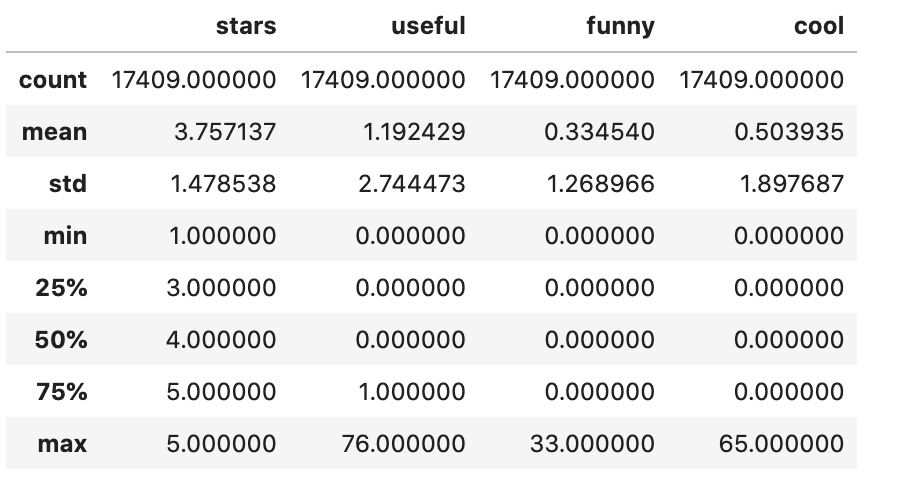 stars useful funny cool
count 17409.000000 17409.000000 17409.000000 17409.000000
mean 3.757137 1.192429 0.334540 0.503935
std 1.478538 2.744473 1.268966 1.897687
min 1.000000 0.000000 0.000000 0.000000
25% 3.000000 0.000000 0.000000 0.000000
50% 4.000000 0.000000 0.000000 0.000000
75% 5.000000 1.000000 0.000000 0.000000
max 5.000000 76.000000 33.000000 65.000000